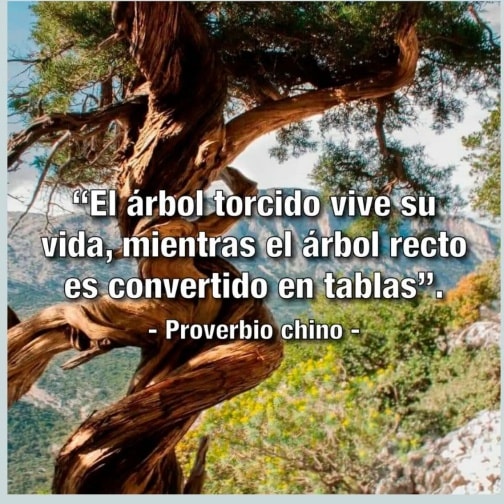 “El árbol torcido vive su
vida, mientras el árbol recto
es convertido en tablas”.
- Proverbio chino -